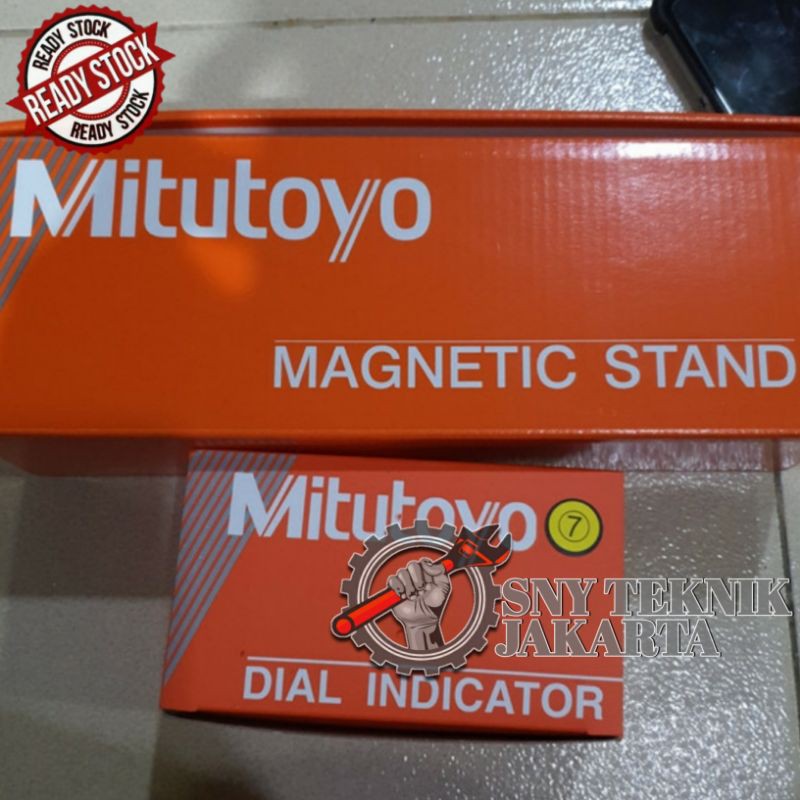 READY STOCK
READY STOCK
READY STOCK
Mitutoyo
MAGNETIC STAND
Mitutoyo
7
SNY TEKNIK
JAKARTA
DIAL INDICATOR